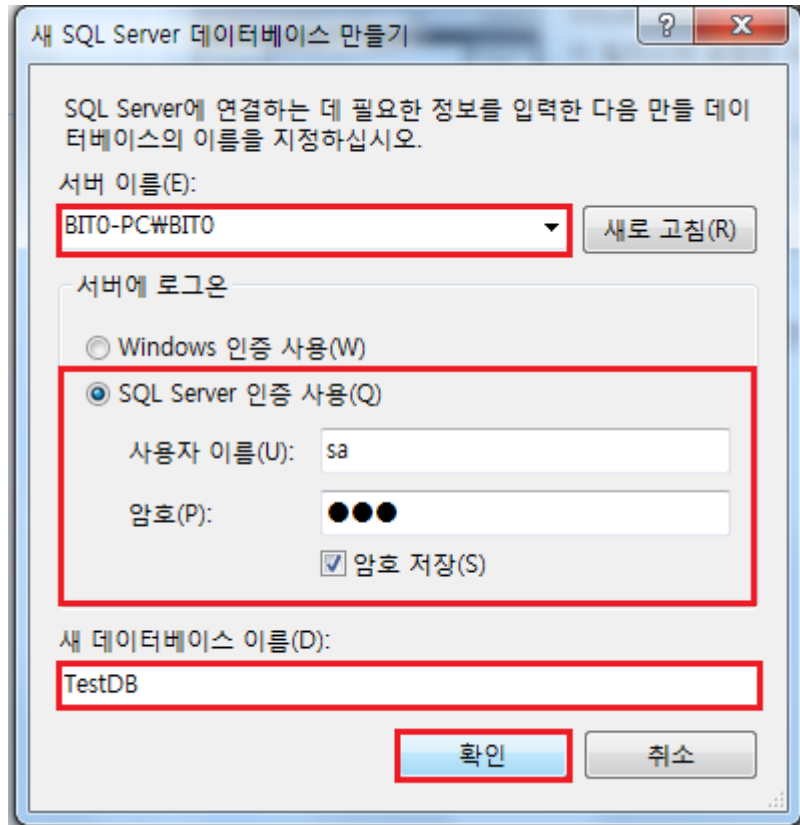 새 SQL Server 데이터베이스 만들기
SQL Server에 연결하는 데 필요한 정보를 입력한 다음 만들 데이
터베이스의 이름을 지정하십시오.
서버 이름(E):
BIT0-PC₩BIT0
새로 고침(R)
서버에 로그온
Windows 인증 사용(W)
SQL Server 인증 사용(Q)
사용자 이름(U): sa
암호(P): ●●●
암호 저장(S)
새 데이터베이스 이름(D):
TestDB
확인 취소